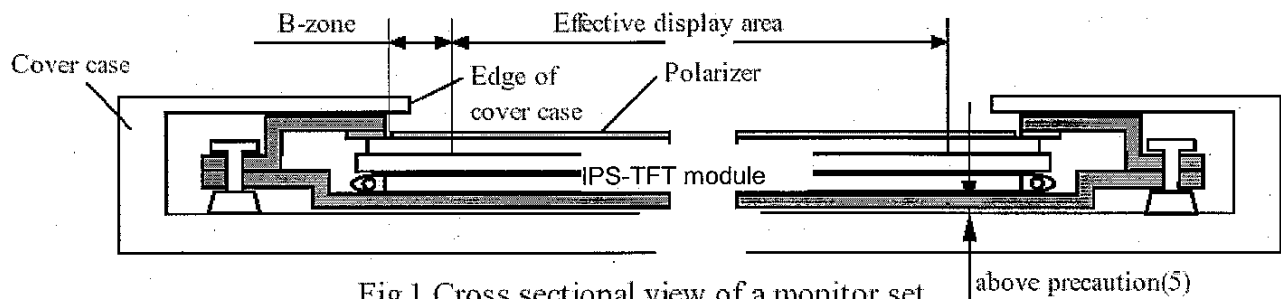 B-zone
Effective display area
Cover case
Edge of
cover case
Polarizer
IPS-TFT module
above precaution(5)
Fig.1 Cross sectional view of a monitor set